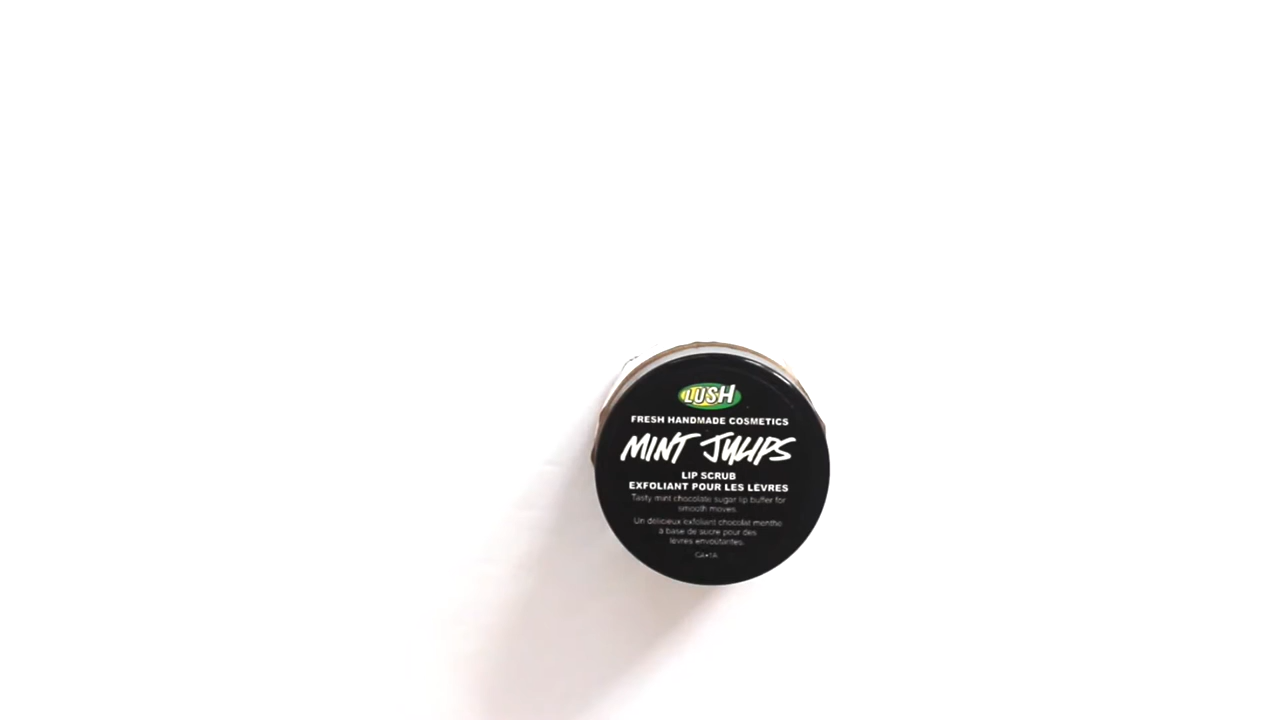 LUSH
FRESH HANDMADE COSMETICS
MINT JULIPS
LIP SCRUB
EXFOLIANT POUR LES LÈVRES
Tasty mint chocolate sugar lip buffer for
smooth moves.
Un délicieux exfoliant chocolat menthe
à base de sucre pour des
lèvres envoûtantes.